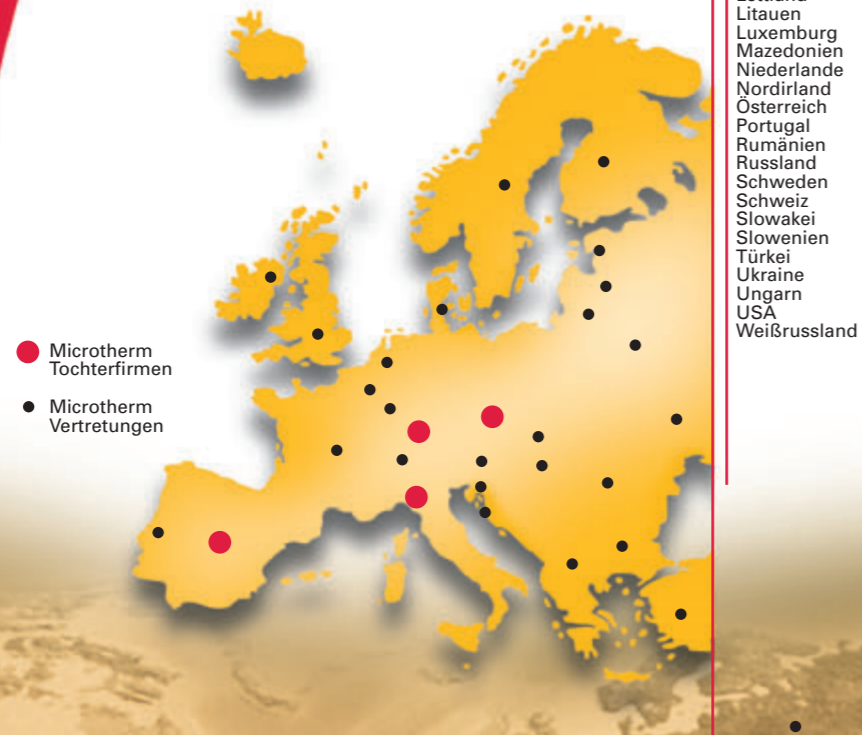 Litauen
Luxemburg
Mazedonien
Niederlande
Nordirland
Österreich
Portugal
Rumänien
Russland
Schweden
Schweiz
Slowakei
Slowenien
Türkei
Ukraine
Ungarn
USA
Weißrussland
Microtherm
Tochterfirmen
Microtherm
Vertretungen